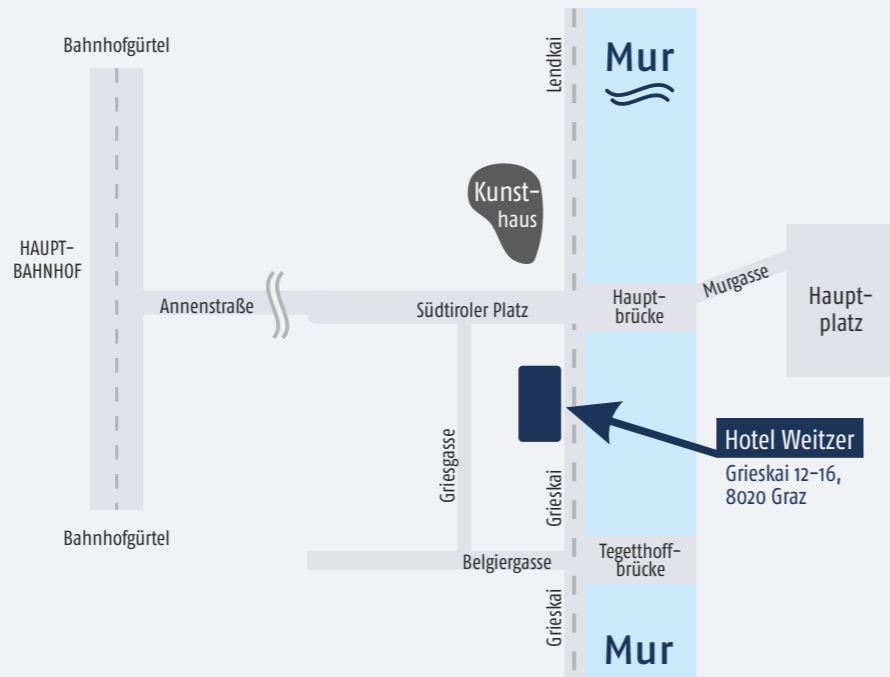 Bahnhofgürtel
Lendkai
Mur
Kunst-
haus
HAUPT-
BAHNHOF
Annenstraße
Südtiroler Platz
Haupt-
brücke
Murgasse
Haupt-
platz
Griesgasse
Grieskai
Hotel Weitzer
Grieskai 12-16,
8020 Graz
Bahnhofgürtel
Belgiergasse
Tegetthoff-
brücke
Grieskai
Mur